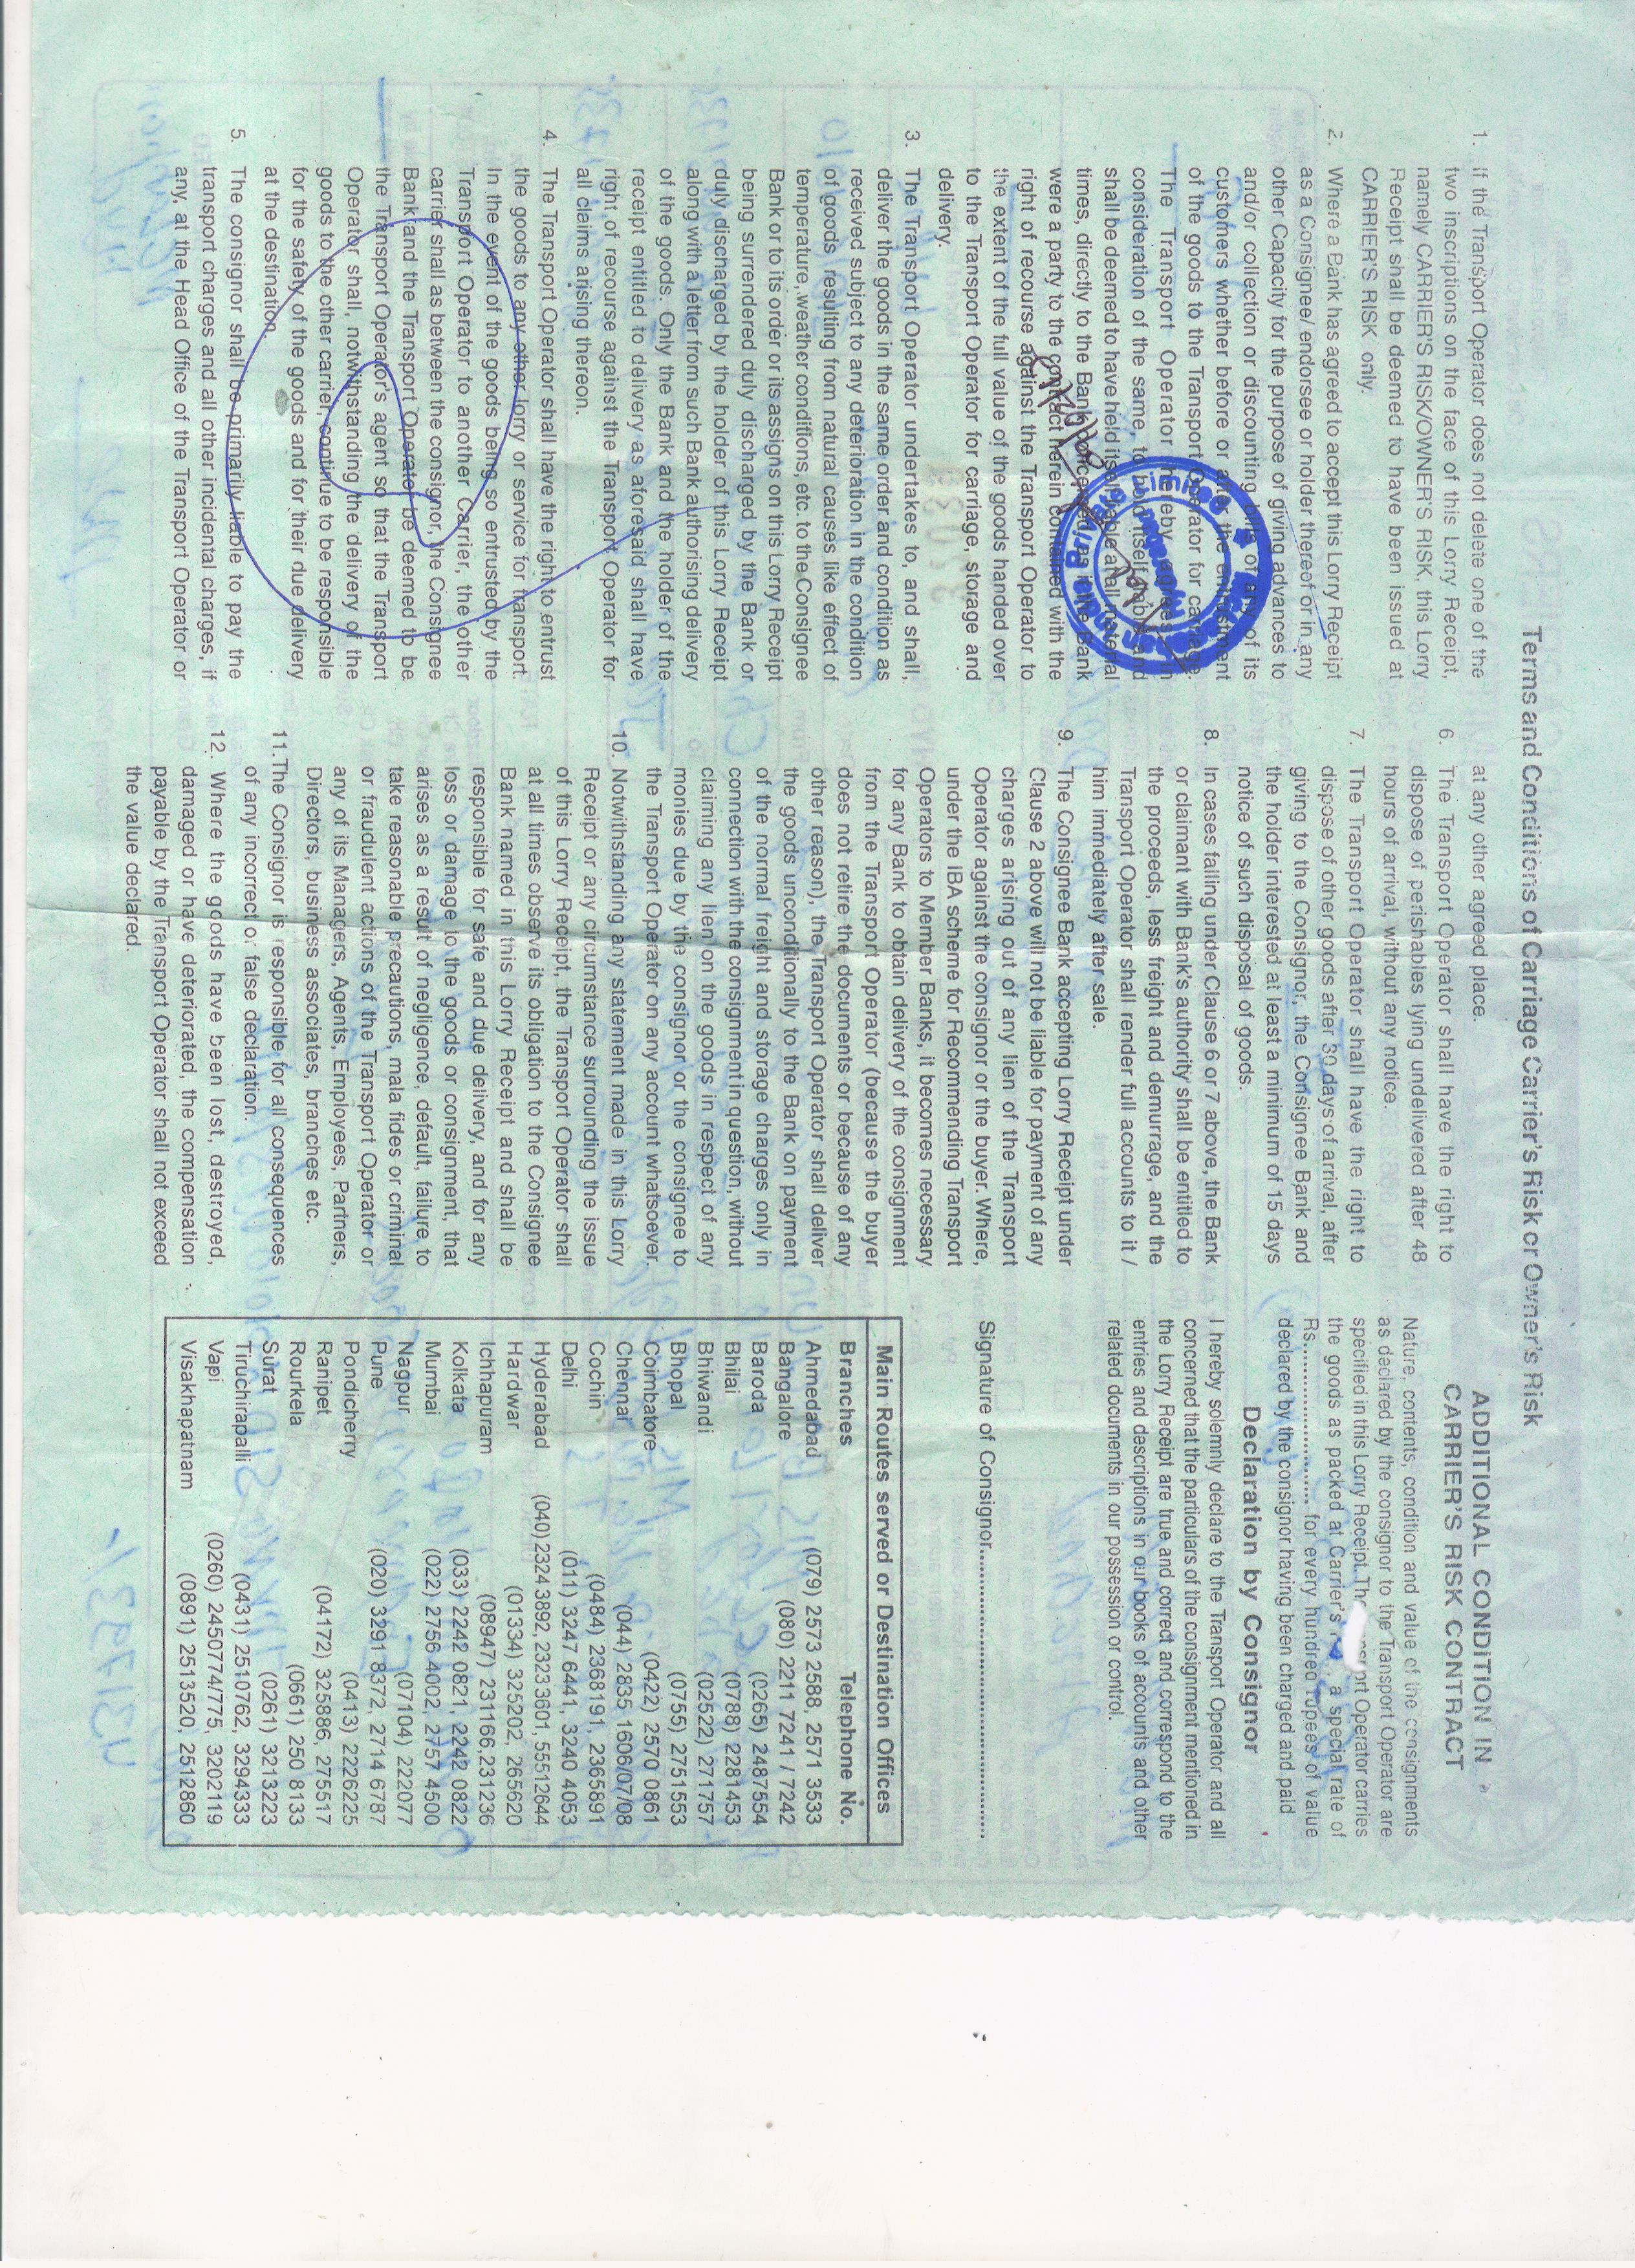 Terms and Conditions of Carriage Carrier's Risk or Owner's Risk
1. If the Transport Operator does not delete one of the
two inscriptions on the face of this Lorry Receipt,
namely CARRIER'S RISK/OWNER'S RISK, this Lorry
Receipt shall be deemed to have been issued at
CARRIER'S RISK only.
2. Where a Bank has agreed to accept this Lorry Receipt
as a Consignee/ endorsee or holder thereof or in any
other Capacity for the purpose of giving advances to
and/or collection or discounting bills of any of its
customers whether before or after the entrustment
of the goods to the Transport Operator for carriage.
The Transport Operator hereby agrees in
consideration of the same, to hold itself liable and
shall be deemed to have held itself liable at all material
times, directly to the Bank concerned as if the Bank
were a party to the contract herein contained with the
right of recourse against the Transport Operator to
the extent of the full value of the goods handed over
to the Transport Operator for carriage, storage and
delivery.
3. The Transport Operator undertakes to, and shall,
deliver the goods in the same order and condition as
received subject to any deterioration in the condition
of goods resulting from natural causes like effect of
temperature, weather conditions, etc. to the Consignee
Bank or to its order or its assigns on this Lorry Receipt
being surrendered duly discharged by the Bank or
duly discharged by the holder of this Lorry Receipt
along with a letter from such Bank authorising delivery
of the goods. Only the Bank and the holder of the
receipt entitled to delivery as aforesaid shall have
right of recourse against the Transport Operator for
all claims arising thereon.
4. The Transport Operator shall have the right to entrust
the goods to any other lorry or service for transport.
In the event of the goods being so entrusted by the
Transport Operator to another Carrier, the other
carrier shall as between the consignor, the Consignee
Bank and the Transport Operator be deemed to be
the Transport Operator's agent so that the Transport
Operator shall, notwithstanding the delivery of the
goods to the other carrier, continue to be responsible
for the safety of the goods and for their due delivery
at the destination.
5. The consignor shall be primarily liable to pay the
transport charges and all other incidental charges, if
any, at the Head Office of the Transport Operator or
at any other agreed place.
6. The Transport Operator shall have the right to
dispose of perishables lying undelivered after 48
hours of arrival, without any notice.
7. The Transport Operator shall have the right to
dispose of other goods after 30 days of arrival, after
giving to the Consignor, the Consignee Bank and
the holder interested at least a minimum of 15 days
notice of such disposal of goods.
8. In cases falling under Clause 6 or 7 above, the Bank
or claimant with Bank's authority shall be entitled to
the proceeds, less freight and demurrage, and the
Transport Operator shall render full accounts to it /
him immediately after sale.
9. The Consignee Bank accepting Lorry Receipt under
Clause 2 above will not be liable for payment of any
charges arising out of any lien of the Transport
Operator against the consignor or the buyer. Where,
under the IBA scheme for Recommending Transport
Operators to Member Banks, it becomes necessary
for any Bank to obtain delivery of the consignment
from the Transport Operator (because the buyer
does not retire the documents or because of any
other reason), the Transport Operator shall deliver
the goods unconditionally to the Bank on payment
of the normal freight and storage charges only in
connection with the consignment in question, without
claiming any lien on the goods in respect of any
monies due by the consignor or the consignee to
the Transport Operator on any account whatsoever.
10. Notwithstanding any statement made in this Lorry
Receipt or any circumstance surrounding the issue
of this Lorry Receipt, the Transport Operator shall
at all times observe its obligation to the Consignee
Bank named in this Lorry Receipt and shall be
responsible for safe and due delivery, and for any
loss or damage to the goods or consignment, that
arises as a result of negligence, default, failure, to
take reasonable precautions, mala fides or criminal
or fraudulent actions of the Transport Operator or
any of its Managers, Agents, Employees, Partners,
Directors, business associates, branches etc.
11. The Consignor is responsible for all consequences
of any incorrect or false declaration.
12. Where the goods have been lost, destroyed,
damaged or have deteriorated, the compensation
payable by the Transport Operator shall not exceed
the value declared.
ADDITIONAL CONDITION IN
CARRIER'S RISK CONTRACT
Nature, contents, condition and value of the consignments
as declared by the consignor to the Transport Operator are
specified in this Lorry Receipt. The Operator carries
the goods as packed at Carrier's a special rate of
Rs..................... for every hundred rupees of value
declared by the consignor having been charged and paid
Declaration by Consignor
I hereby solemnly declare to the Transport Operator and all
concerned that the particulars of the consignment mentioned in
the Lorry Receipt are true and correct and correspond to the
entries and descriptions in our books of accounts and other
related documents in our possession or control.
Signature of Consignor.............................................
Main Routes served or Destination Offices
Branches Telephone No.
Ahmedabad (079) 2573 2588, 2571 3533
Bangalore (080) 2211 7241 / 7242
Baroda (0265) 2487554
Bhilai (0788) 2281453
Bhiwandi (02522) 271757
Bhopal (0755) 2751553
Coimbatore (0422) 2570 0861
Chennai (044) 2835 1606/07/08
Cochin (0484) 2368191, 2365891
Delhi (011) 3247 6441, 3240 4053
Hyderabad (040) 2324 3892, 2323 3601, 55512644
Hardwar (01334) 325202, 265620
Ichhapuram (08947) 231166,231236
Kolkata (033) 2242 0821, 2242 0822
Mumbai (022) 2756 4002, 2757 4500
Nagpur (07104) 222077
Pune (020) 3291 8372, 2714 6787
Pondicherry (0413) 2226225
Ranipet (04172) 325886, 275517
Rourkela (0661) 250 8133
Surat (0261) 3213223
Tiruchirapalli (0431) 2510762, 3294333
Vapi (0260) 2450774/775, 3202119
Visakhapatnam (0891) 2513520, 2512860